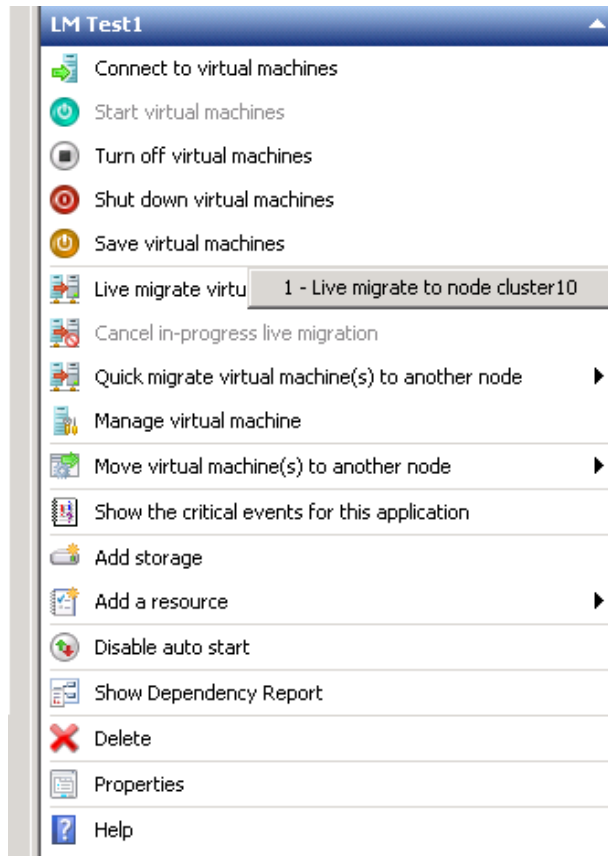 LM Test1
Connect to virtual machines
Start virtual machines
Turn off virtual machines
Shut down virtual machines
Save virtual machines
Live migrate virtu
1 - Live migrate to node cluster10
Cancel in-progress live migration
Quick migrate virtual machine(s) to another node
Manage virtual machine
Move virtual machine(s) to another node
Show the critical events for this application
Add storage
Add a resource
Disable auto start
Show Dependency Report
Delete
Properties
Help